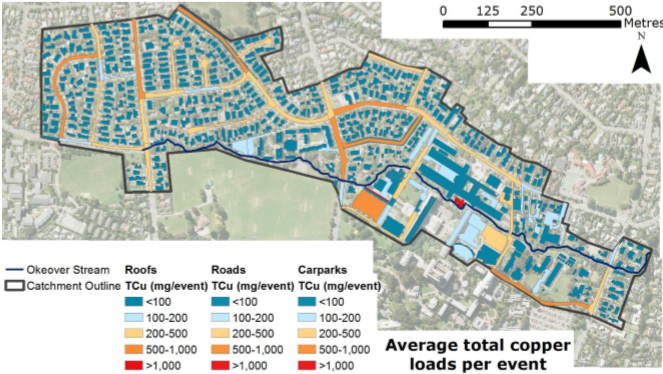 0 125 250 500
Metres
N
Okeover Stream
Catchment Outline
Roofs
TCu (mg/event)
<100
100-200
200-500
500-1,000
>1,000
Roads
TCu (mg/event)
<100
100-200
200-500
500-1,000
>1,000
Carparks
TCu (mg/event)
<100
100-200
200-500
500-1,000
>1,000
Average total copper
loads per event